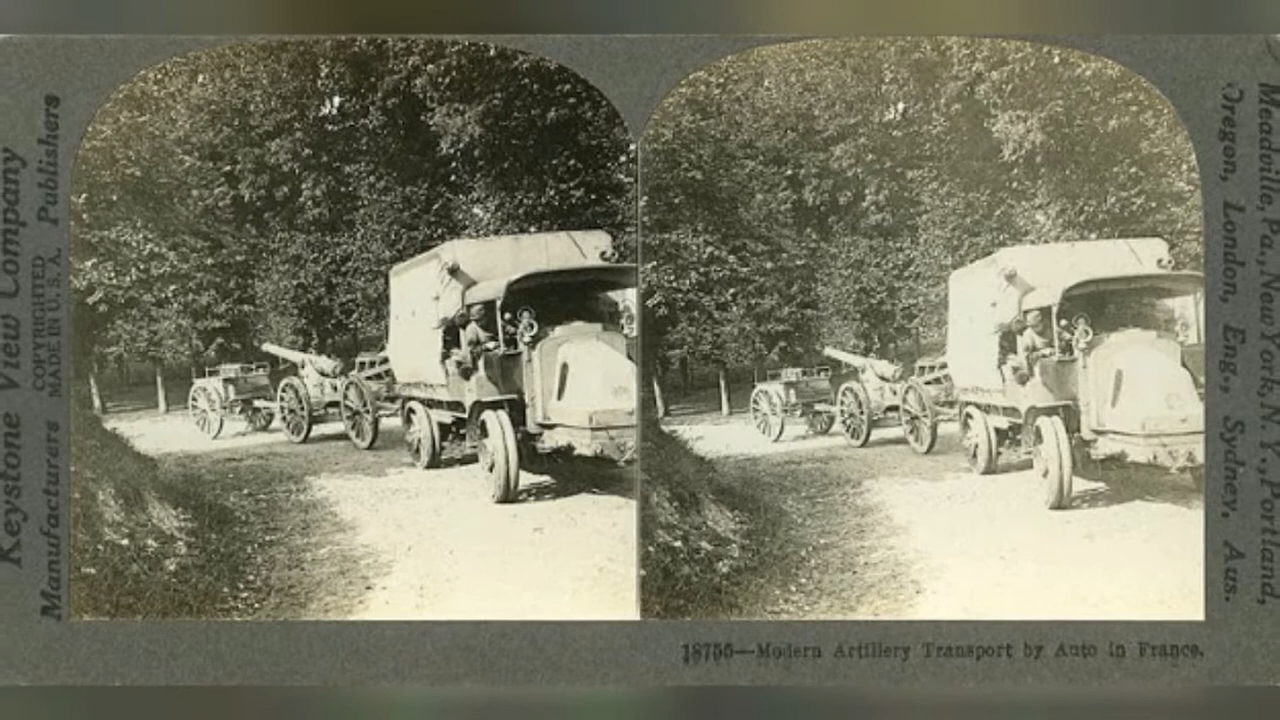 Keystone View Company
COPYRIGHTED
MADE IN U.S.A.
Manufacturers Publishers
Meadville, Pa., New York, N.Y., Portland,
Oregon, London, Eng., Sydney, Aus.
—Modern Artillery Transport by Auto in France.